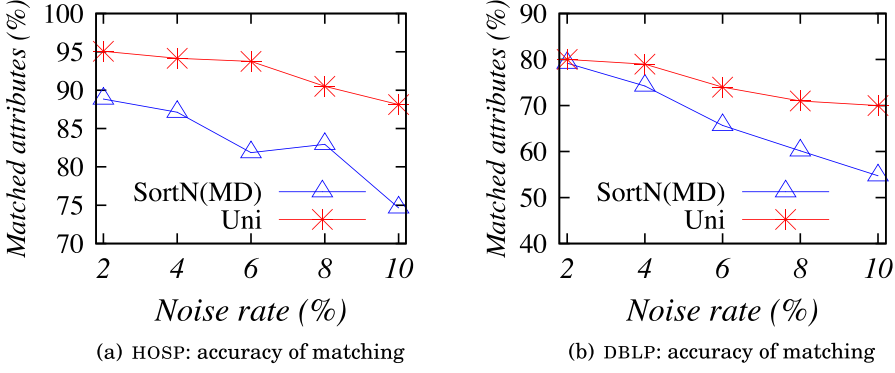 Matched attributes (%)
100
95
90
85
80
75
70
SortN(MD)
Uni
2 4 6 8 10
Noise rate (%)
(a) HOSP: accuracy of matching
Matched attributes (%)
90
80
70
60
50
40
SortN(MD)
Uni
2 4 6 8 10
Noise rate (%)
(b) DBLP: accuracy of matching